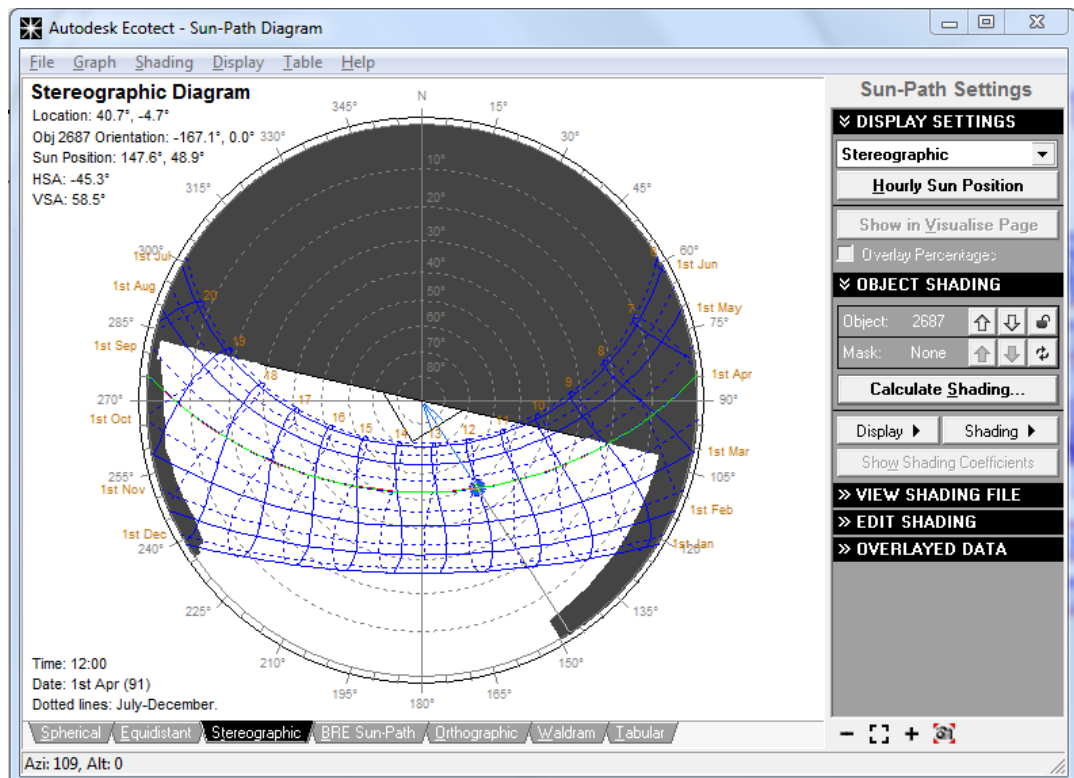 Autodesk Ecotect - Sun-Path Diagram
File Graph Shading Display Table Help
Stereographic Diagram
Location: 40.7°, -4.7°
Obj 2687 Orientation: -167.1°, 0.0°
Sun Position: 147.6°, 48.9°
HSA: -45.3°
VSA: 58.5°
N
345°
15°
330°
30°
315°
45°
300°
60°
285°
75°
270°
90°
255°
105°
240°
120°
225°
135°
210°
150°
195°
165°
180°
10°
20°
30°
40°
50°
60°
70°
80°
1st Jul
1st Aug
1st Sep
1st Oct
1st Nov
1st Dec
1st Jun
1st May
1st Apr
1st Mar
1st Feb
1st Jan
20
19
18
17
16
15
14
13
12
11
10
9
8
7
6
Time: 12:00
Date: 1st Apr (91)
Dotted lines: July-December.
Spherical Equidistant Stereographic BRE Sun-Path Orthographic Waldram Tabular
Azi: 109, Alt: 0
Sun-Path Settings
DISPLAY SETTINGS
Stereographic
Hourly Sun Position
Show in Visualise Page
Overlay Percentages
OBJECT SHADING
Object: 2687
Mask: None
Calculate Shading...
Display Shading
Show Shading Coefficients
VIEW SHADING FILE
EDIT SHADING
OVERLAYED DATA